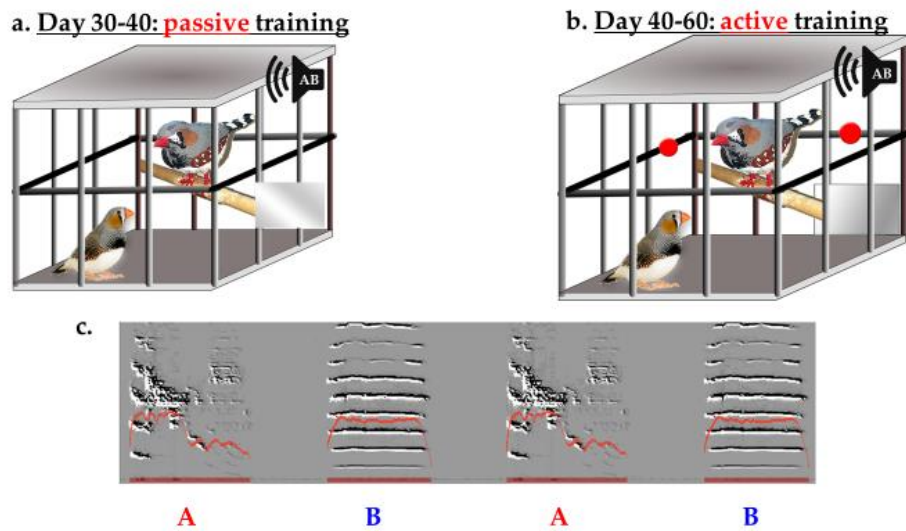 a. Day 30-40: passive training
b. Day 40-60: active training
AB
AB
c.
A B A B